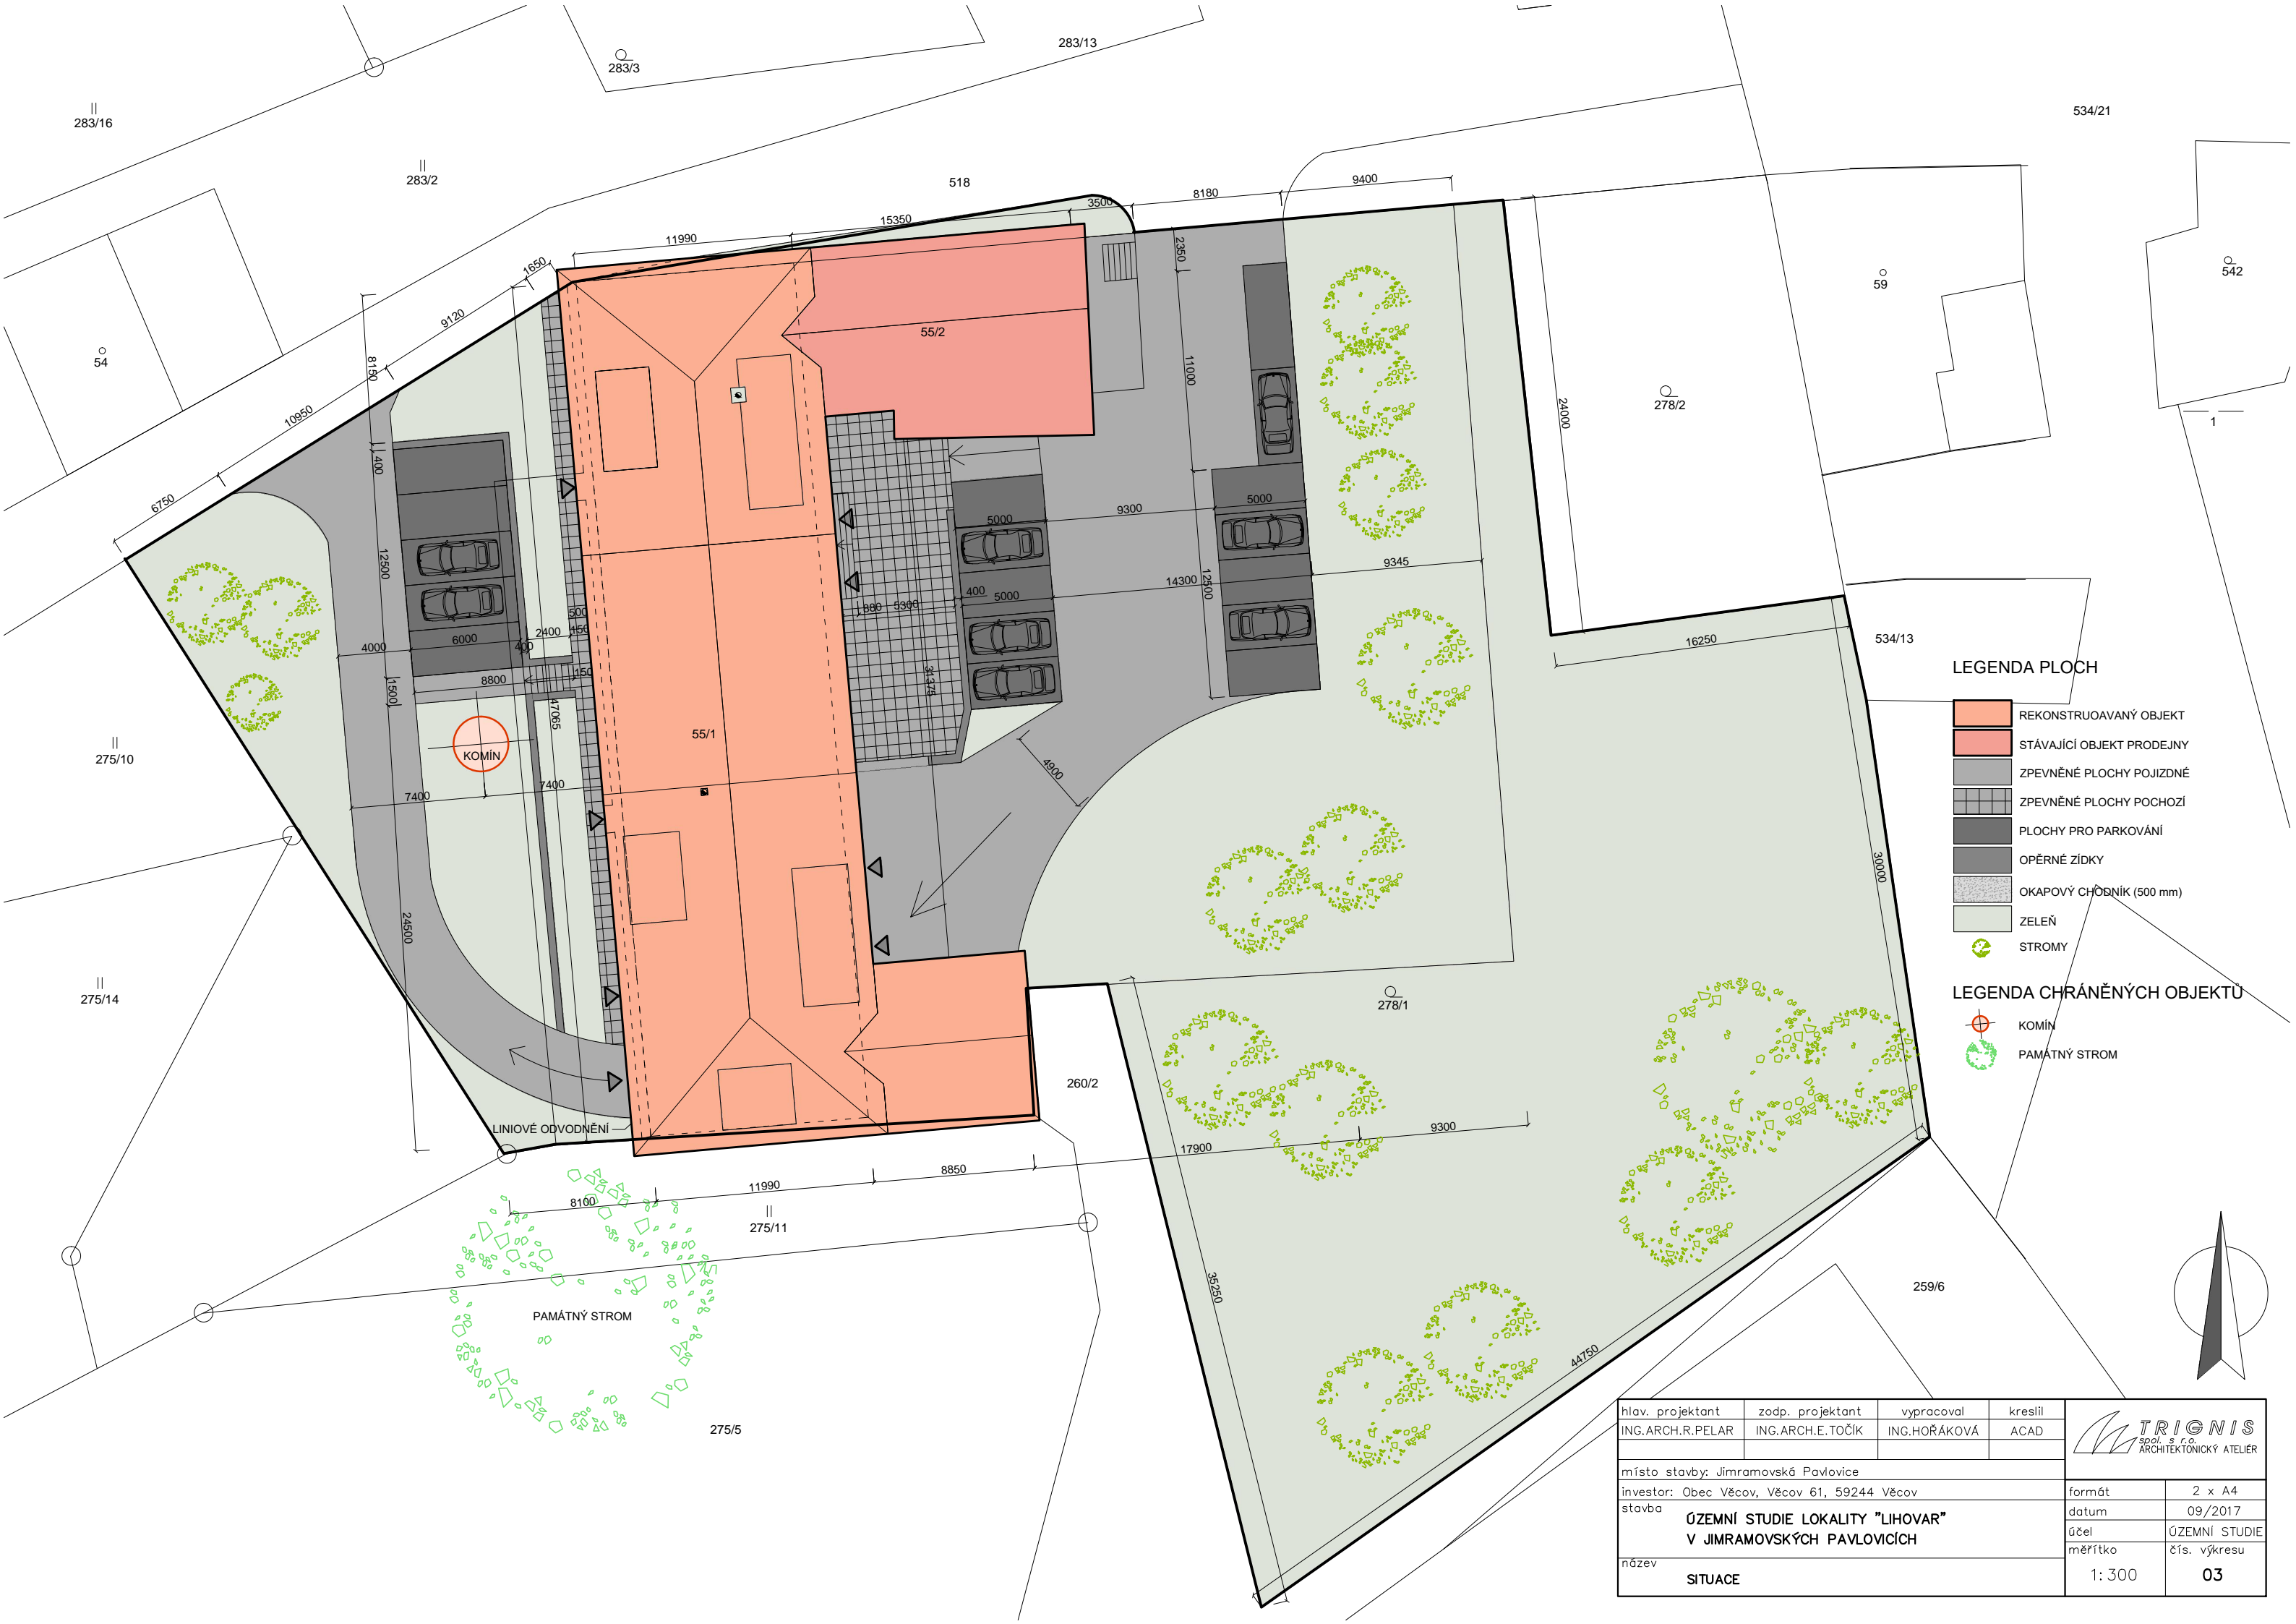 283/13
283/3
283/16
534/21
283/2
518
9400
8180
3500
15350
11990
1650
2350
542
59
9120
55/2
54
8150
11000
278/2
24000
1
10950
400
6750
5000
9300
5000
12500
9345
14300
12500
400
5000
880
5300
500
2400
150
6000
400
4000
16250
534/13
8800
150
1500
31375
47065
55/1
KOMÍN
275/10
4900
7400
7400
30000
24500
275/14
278/1
260/2
LINIOVÉ ODVODNĚNÍ
9300
17900
8850
11990
8100
275/11
35250
259/6
PAMÁTNÝ STROM
44750
275/5
LEGENDA PLOCH
REKONSTRUOAVANÝ OBJEKT
STÁVAJÍCÍ OBJEKT PRODEJNY
ZPEVNĚNÉ PLOCHY POJIZDNÉ
ZPEVNĚNÉ PLOCHY POCHOZÍ
PLOCHY PRO PARKOVÁNÍ
OPĚRNÉ ZÍDKY
OKAPOVÝ CHODNÍK (500 mm)
ZELEŇ
STROMY
LEGENDA CHRÁNĚNÝCH OBJEKTŮ
KOMÍN
PAMÁTNÝ STROM
hlav. projektant zodp. projektant vypracoval kreslil
ING.ARCH.R.PELAR ING.ARCH.E.TOČÍK ING.HOŘÁKOVÁ ACAD
TRIGNIS
spol. s r.o.
ARCHITEKTONICKÝ ATELIÉR
místo stavby: Jimramovská Pavlovice
investor: Obec Věcov, Věcov 61, 59244 Věcov
formát 2 x A4
stavba
ÚZEMNÍ STUDIE LOKALITY "LIHOVAR"
V JIMRAMOVSKÝCH PAVLOVICÍCH
datum 09/2017
účel ÚZEMNÍ STUDIE
měřítko čís. výkresu
1:300 03
název
SITUACE